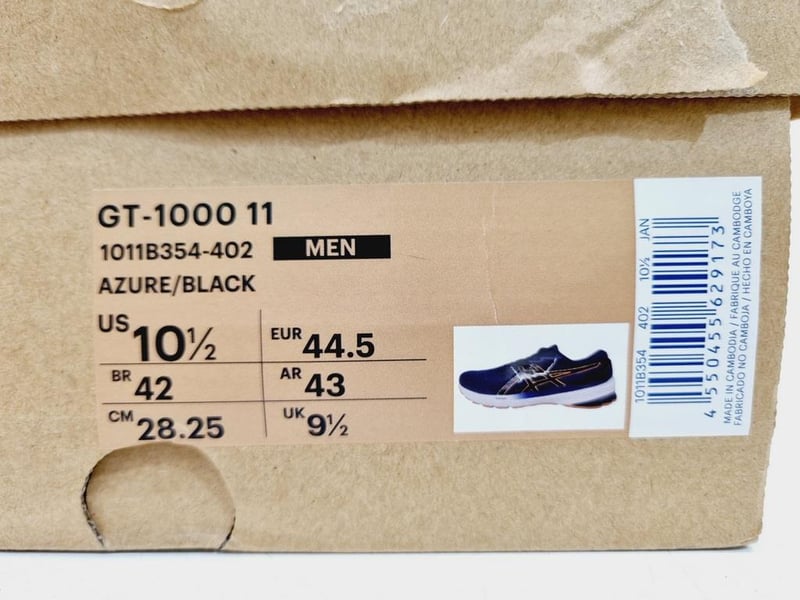 GT-1000 11
1011B354-402 MEN
AZURE/BLACK
US 10½ EUR 44.5
BR 42 AR 43
CM 28.25 UK 9½
1011B354 402 10½ JAN
4 550455 629173
MADE IN CAMBODIA / FABRIQUE AU CAMBODGE
FABRICADO NO CAMBOJA / HECHO EN CAMBOYA